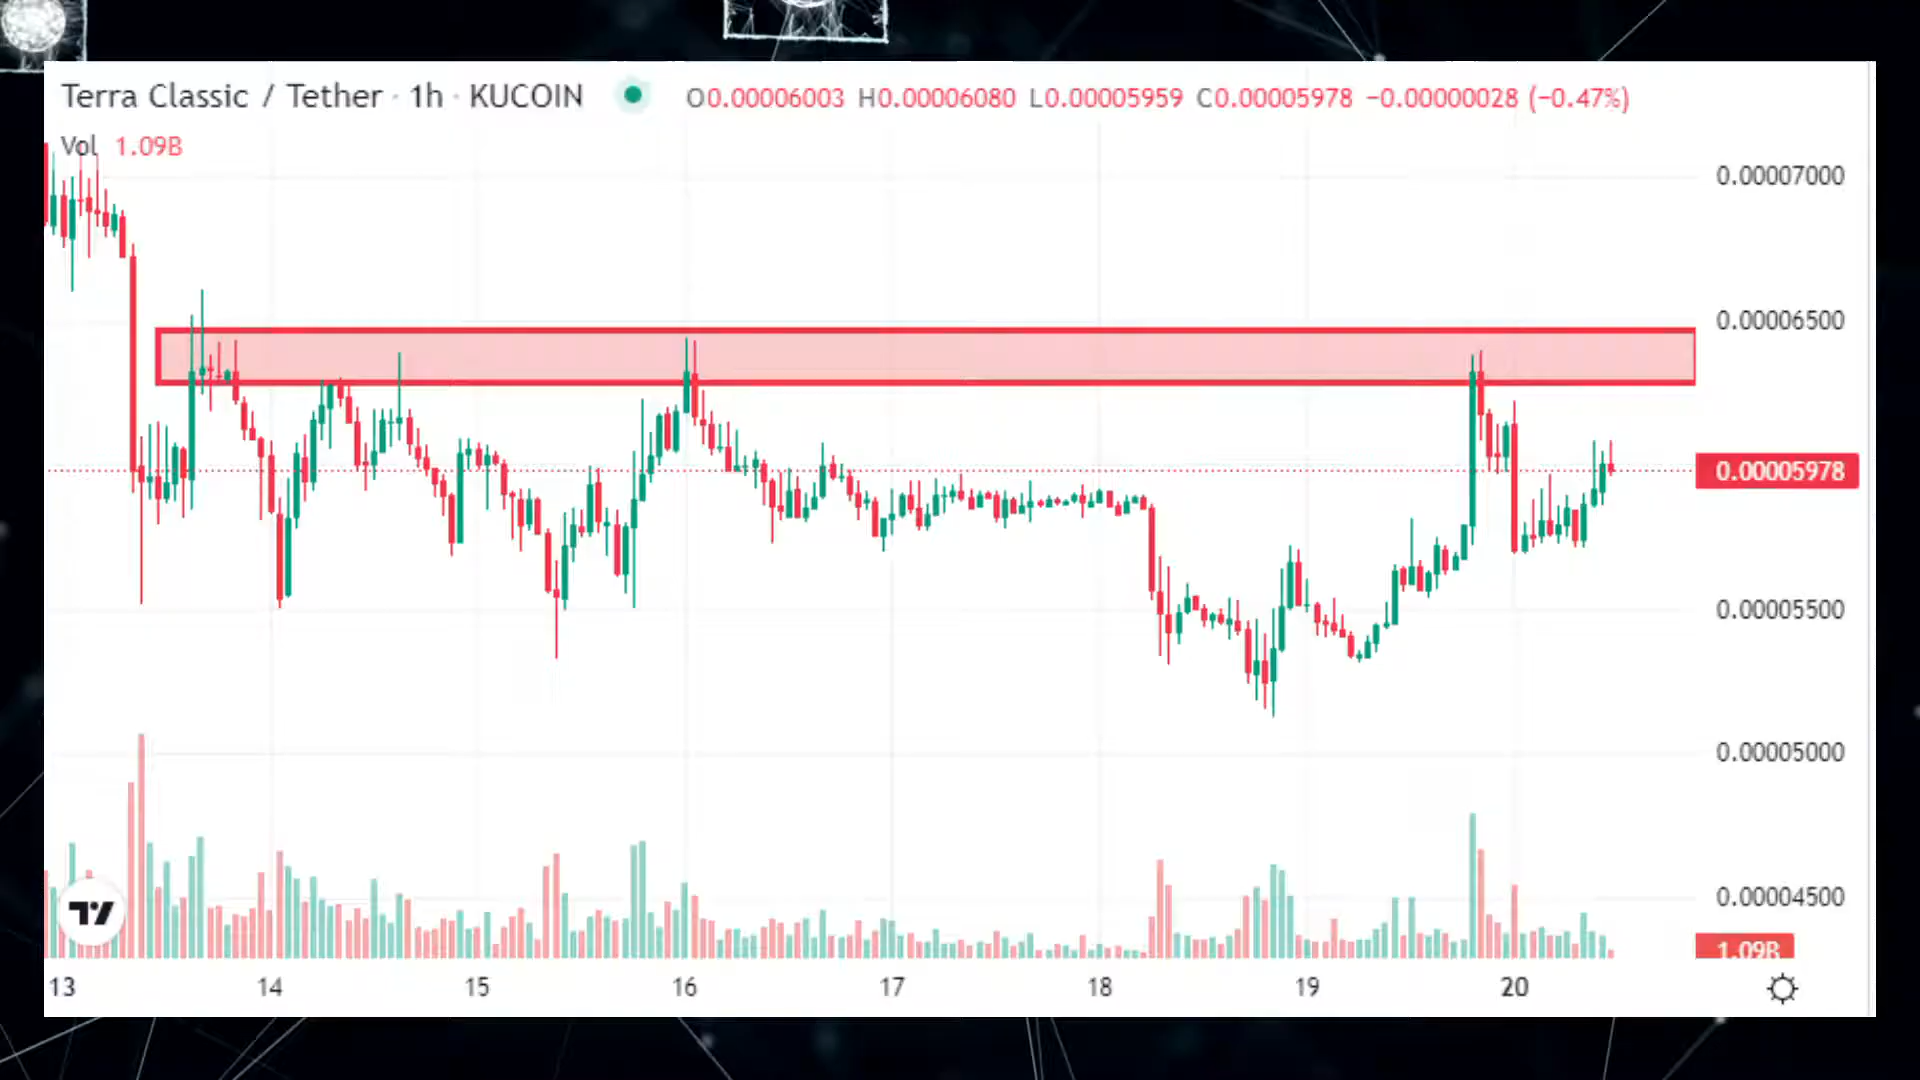 Terra Classic / Tether · 1h · KUCOIN O0.00006003 H0.00006080 L0.00005959 C0.00005978 −0.00000028 (−0.47%)
Vol 1.09B
0.00007000
0.00006500
0.00005978
0.00005500
0.00005000
0.00004500
1.09B
13 14 15 16 17 18 19 20